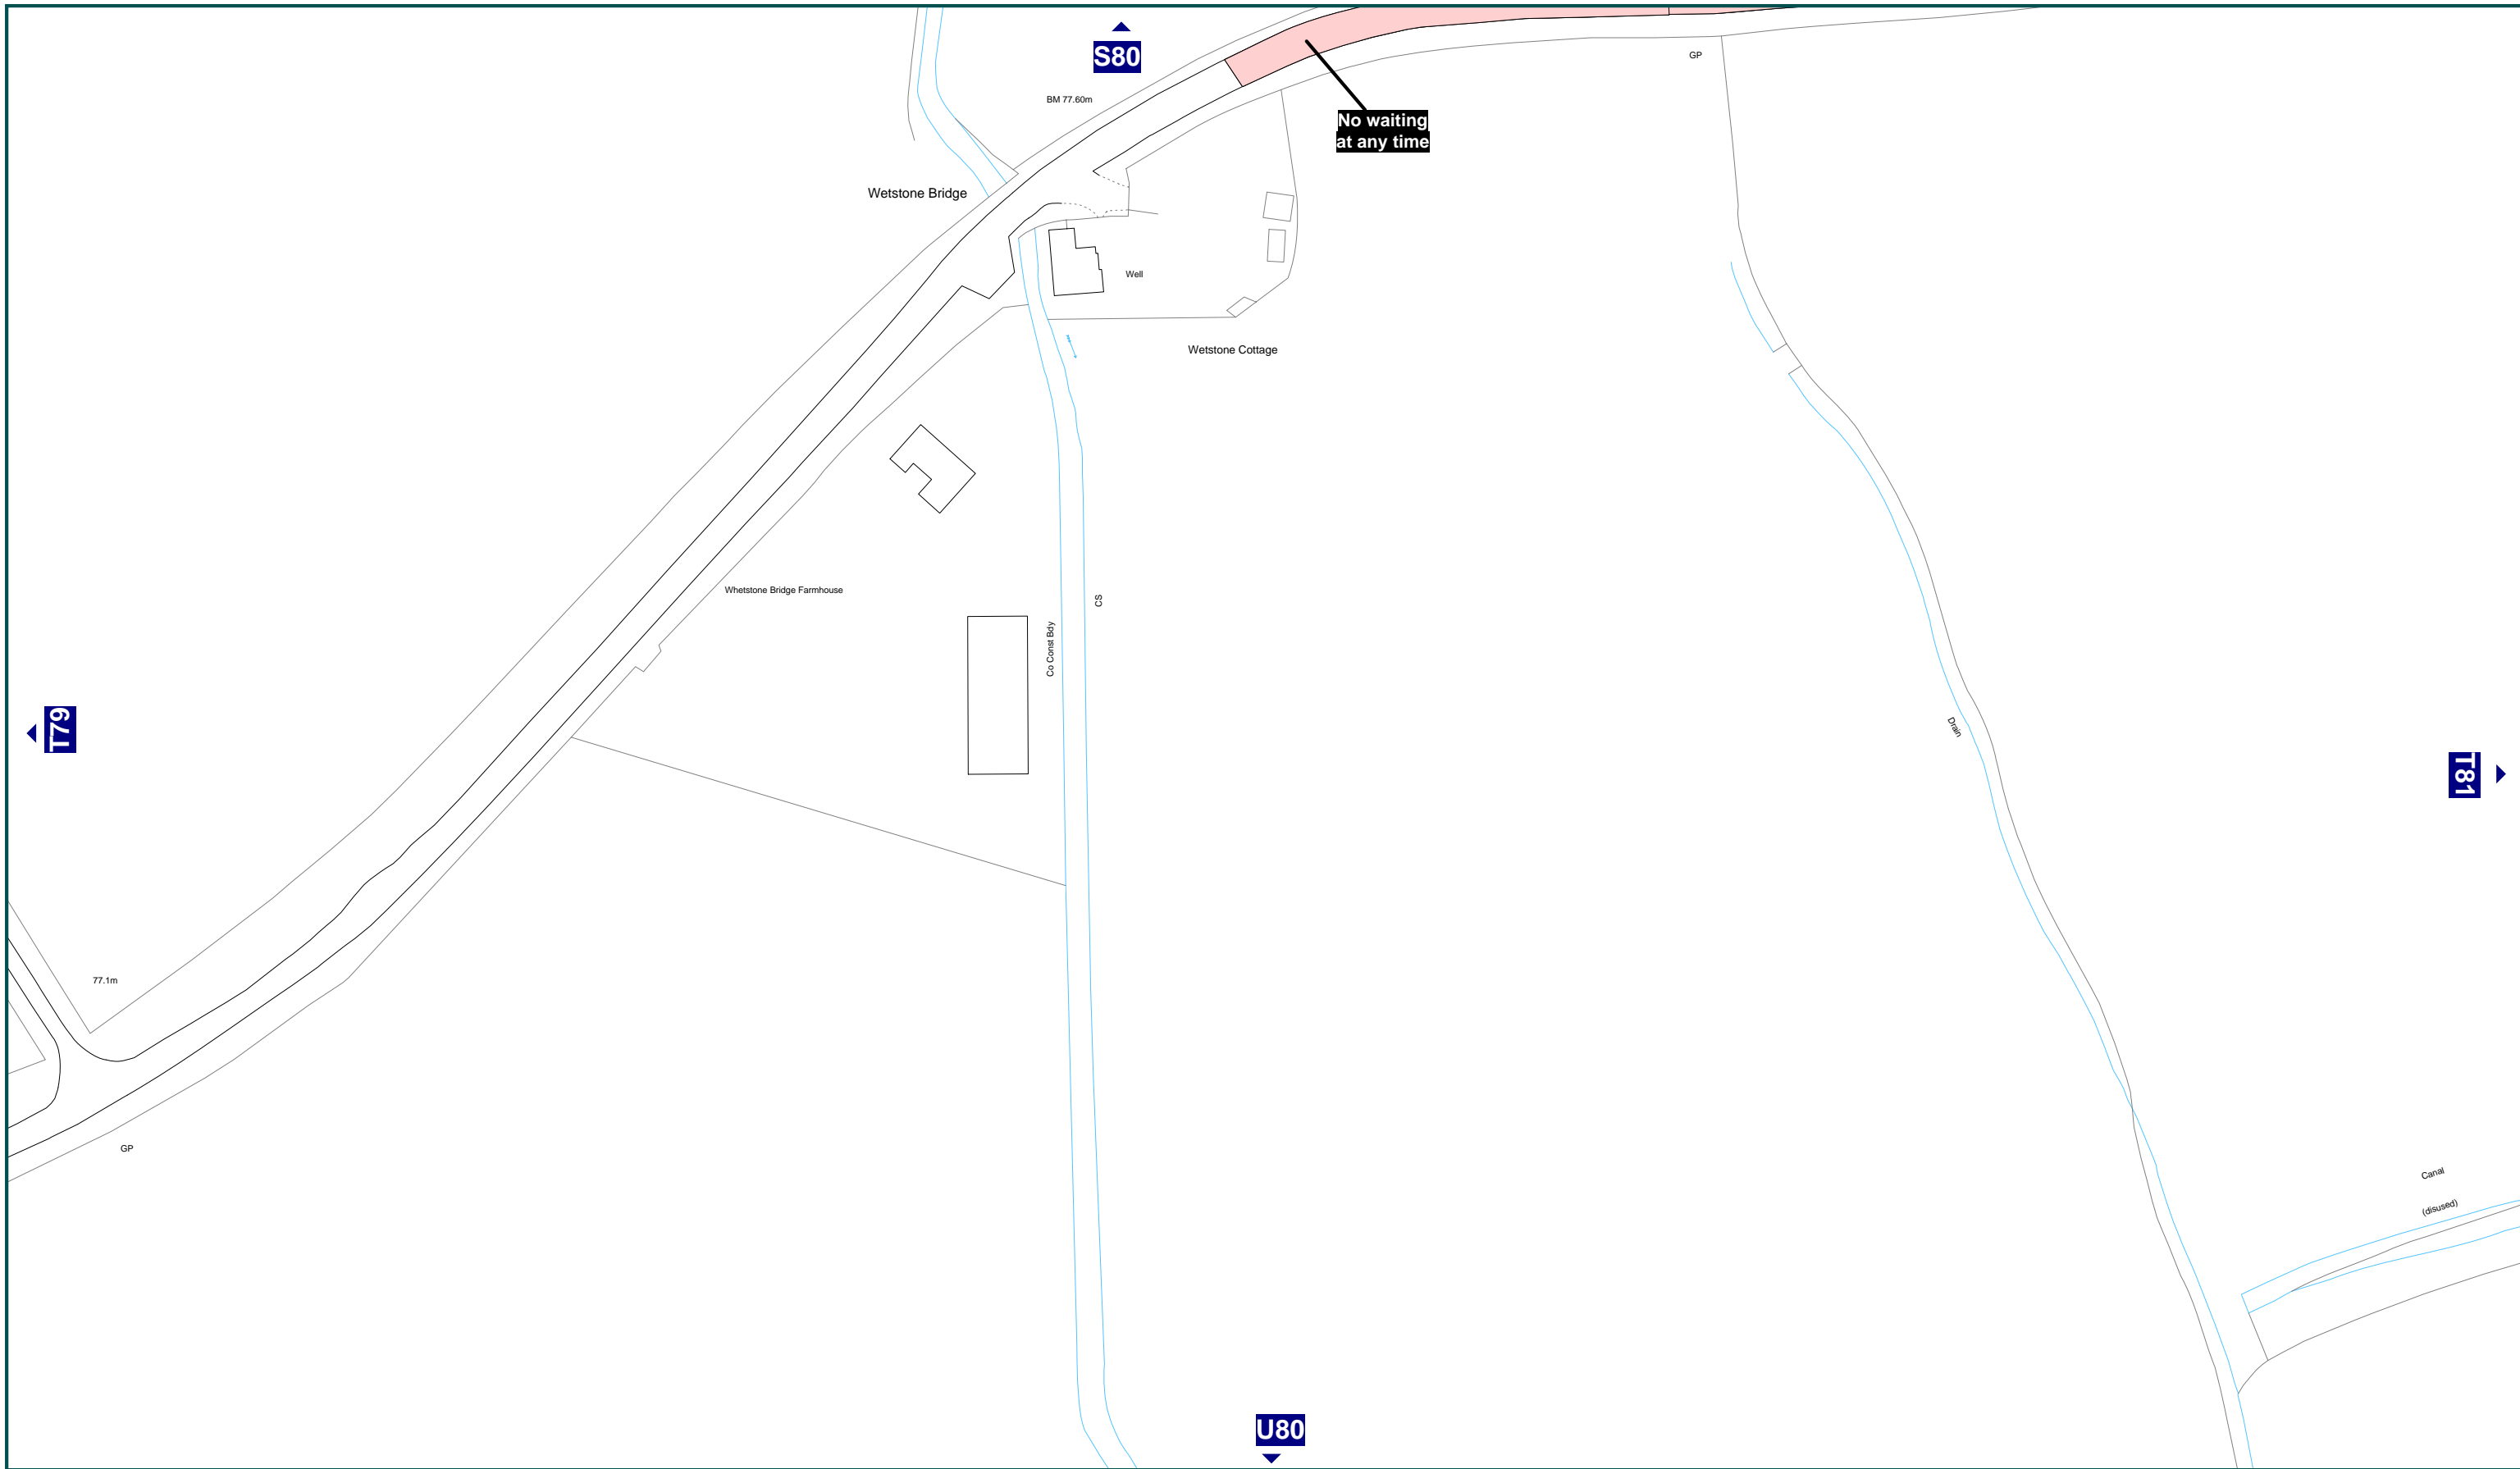 S80
GP
BM 77.60m
No waiting
at any time
Wetstone Bridge
Well
Wetstone Cottage
Whetstone Bridge Farmhouse
CS
Co Const Bdy
T79
Drain
T81
77.1m
GP
Canal
(disused)
U80